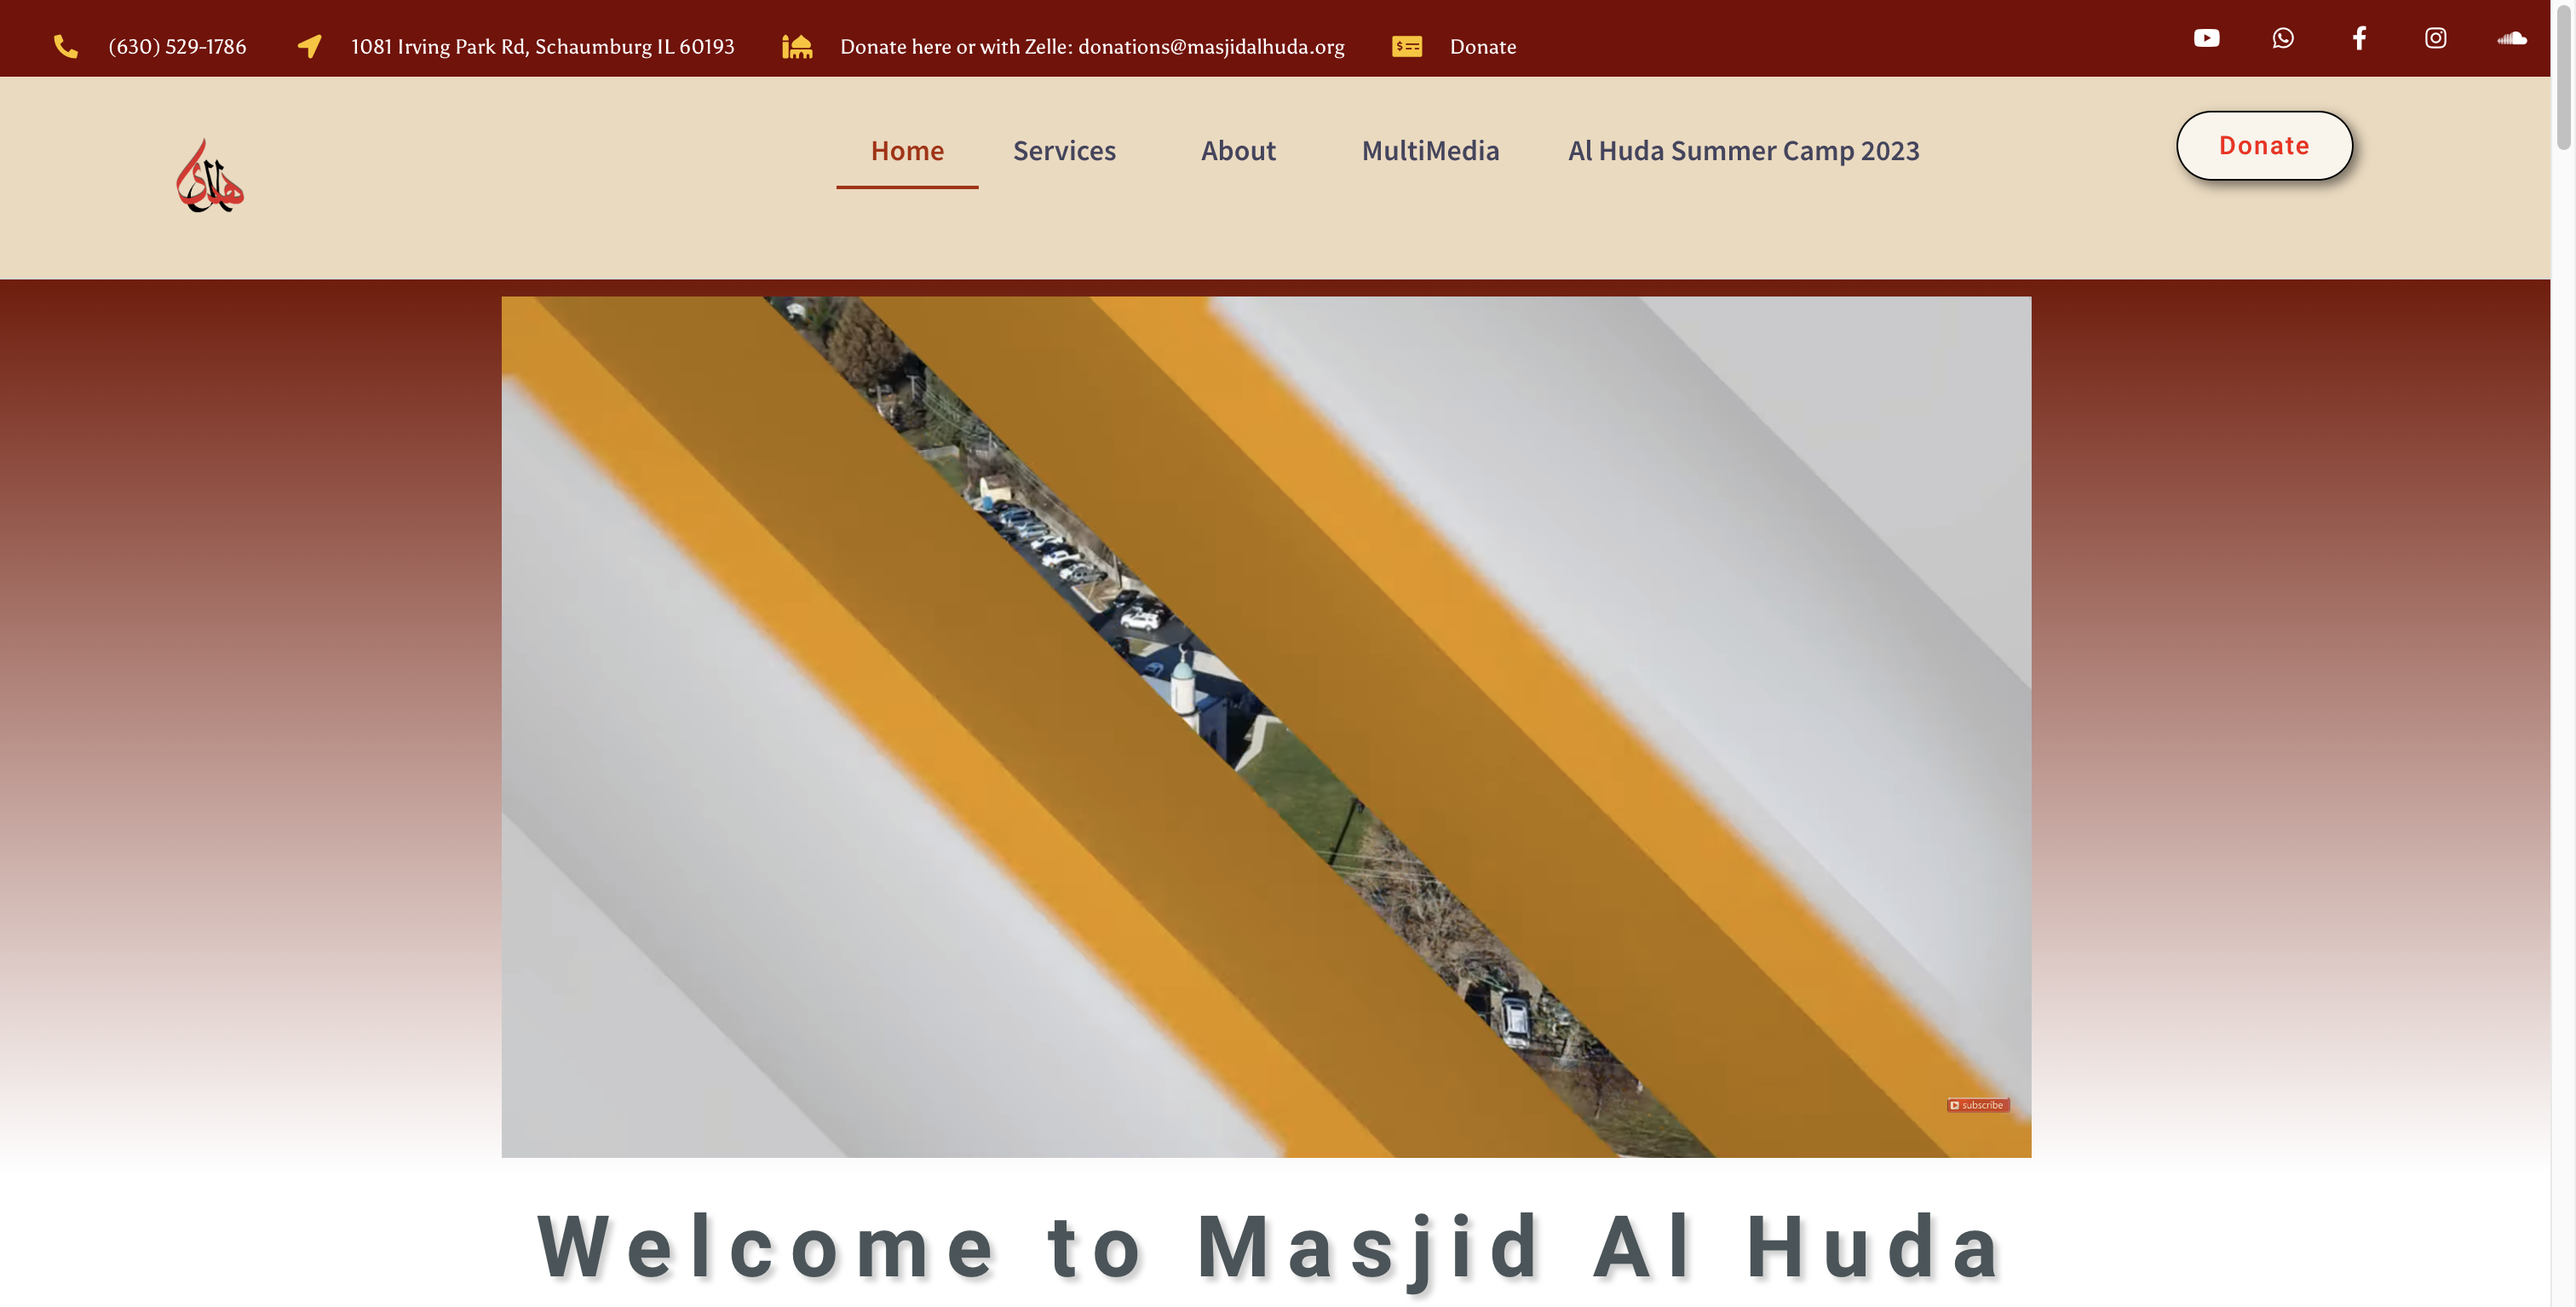 (630) 529-1786 1081 Irving Park Rd, Schaumburg IL 60193 Donate here or with Zelle: donations@masjidalhuda.org Donate
الهدى
Home Services About MultiMedia Al Huda Summer Camp 2023 Donate
subscribe
Welcome to Masjid Al Huda